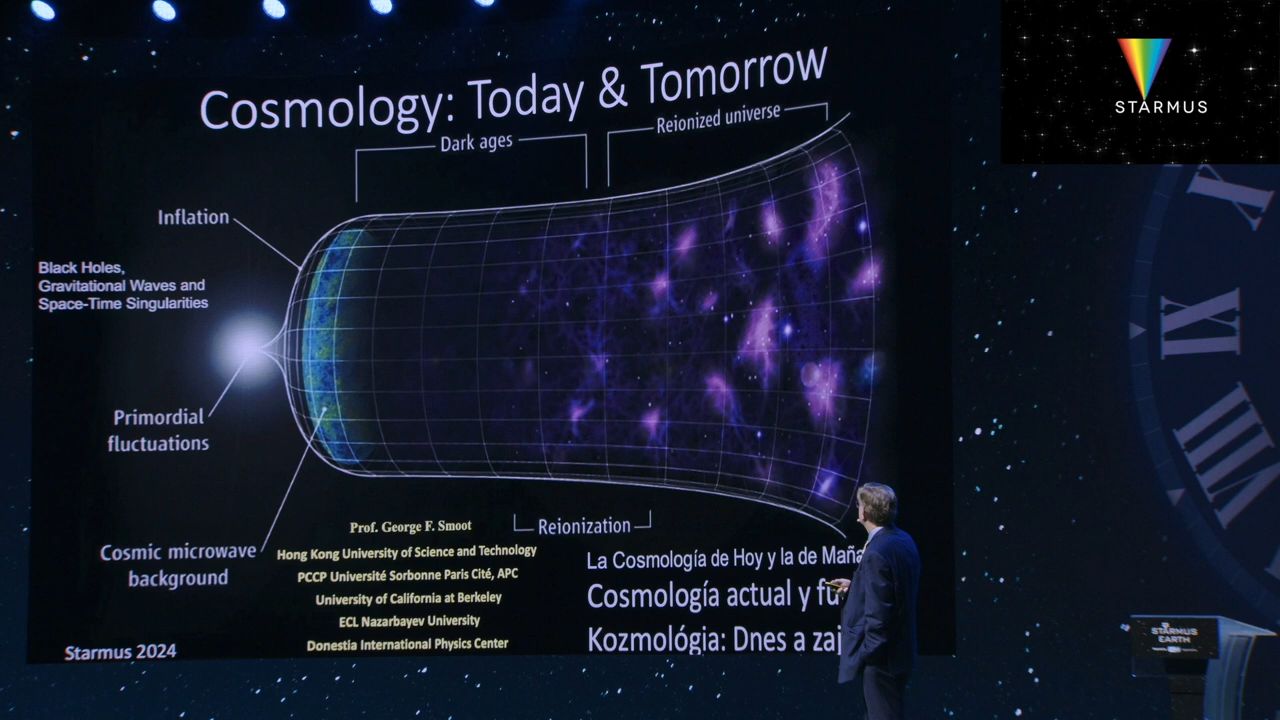 Cosmology: Today & Tomorrow
STARMUS
Dark ages
Reionized universe
Inflation
Black Holes,
Gravitational Waves and
Space-Time Singularities
Primordial
fluctuations
Cosmic microwave
background
Reionization
Prof. George F. Smoot
Hong Kong University of Science and Technology
PCCP Université Sorbonne Paris Cité, APC
University of California at Berkeley
ECL Nazarbayev University
Donestia International Physics Center
La Cosmología de Hoy y la de Maña
Cosmología actual y fu
Kozmológia: Dnes a zaj
Starmus 2024
STARMUS
EARTH